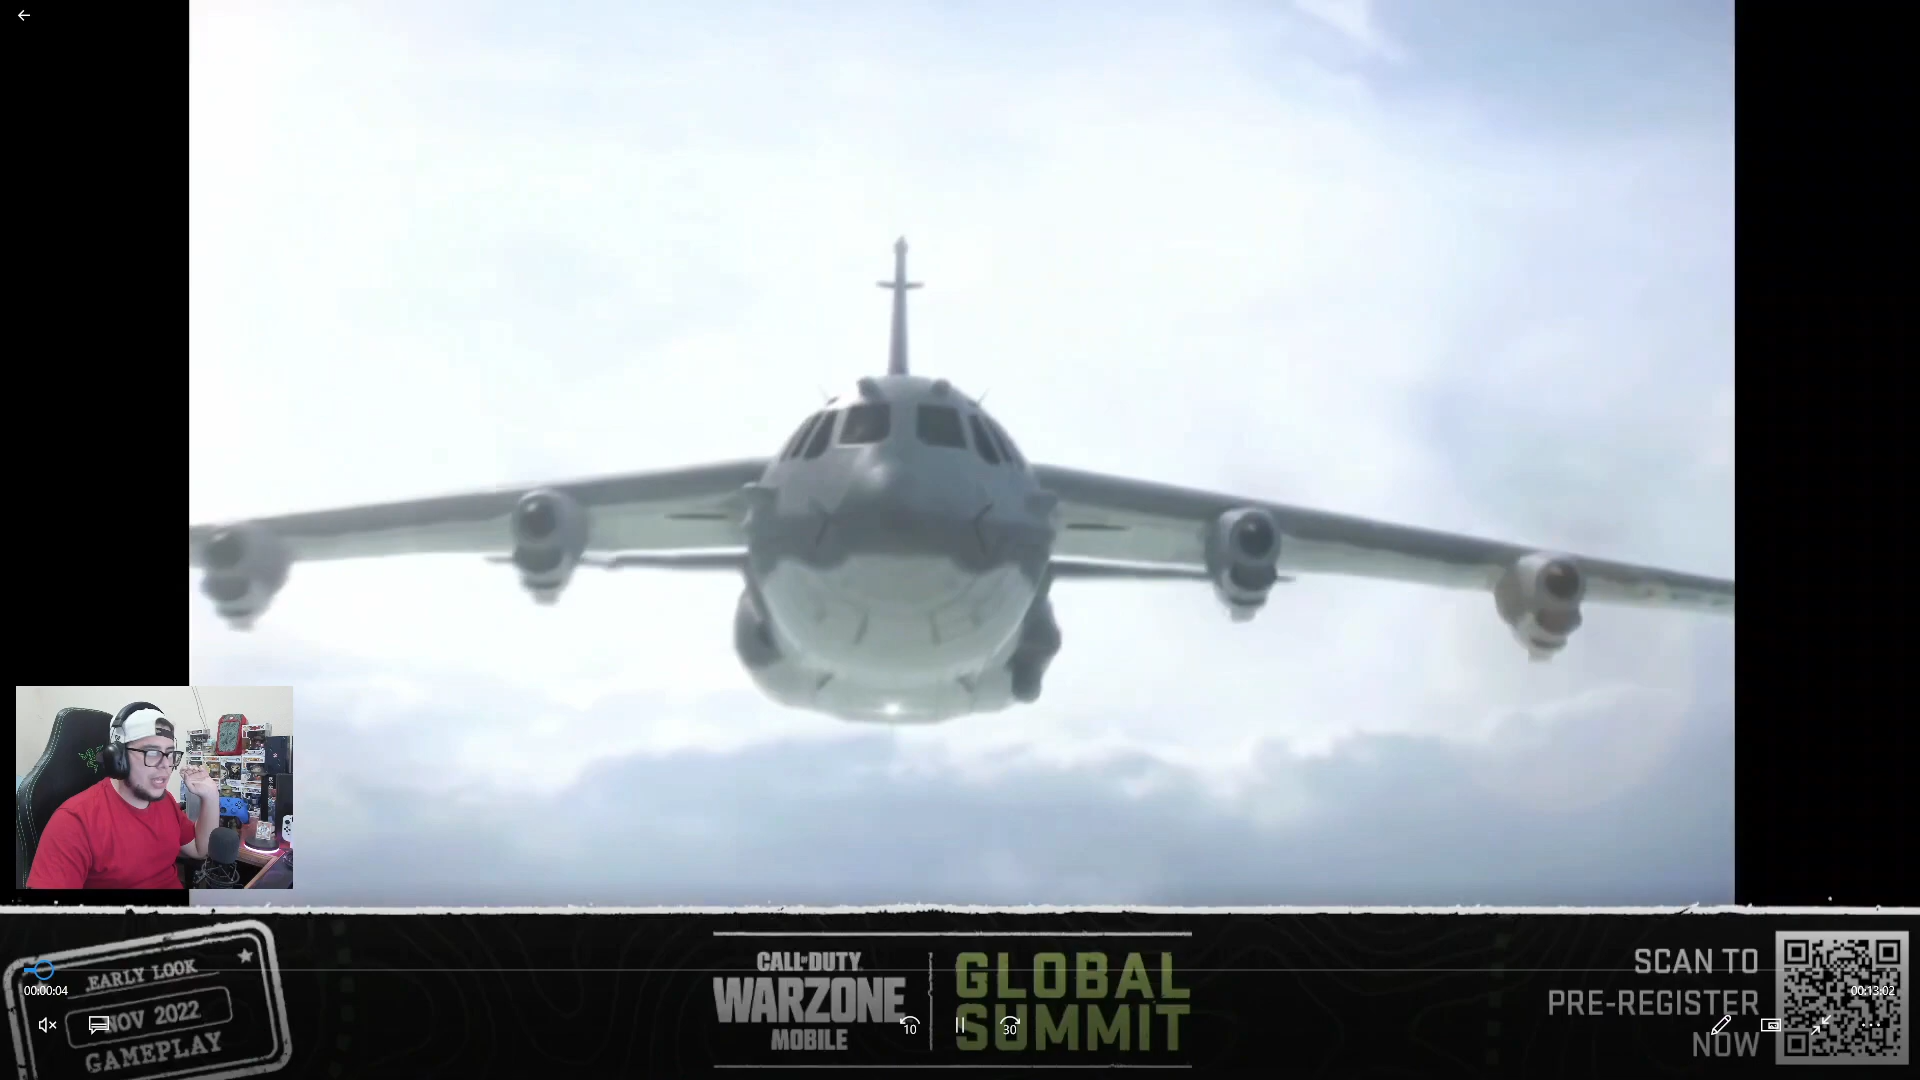 EARLY LOOK
NOV 2022
GAMEPLAY
00:00:04
CALL OF DUTY
WARZONE
MOBILE
GLOBAL
SUMMIT
10
30
SCAN TO
PRE-REGISTER
NOW
00:13:02